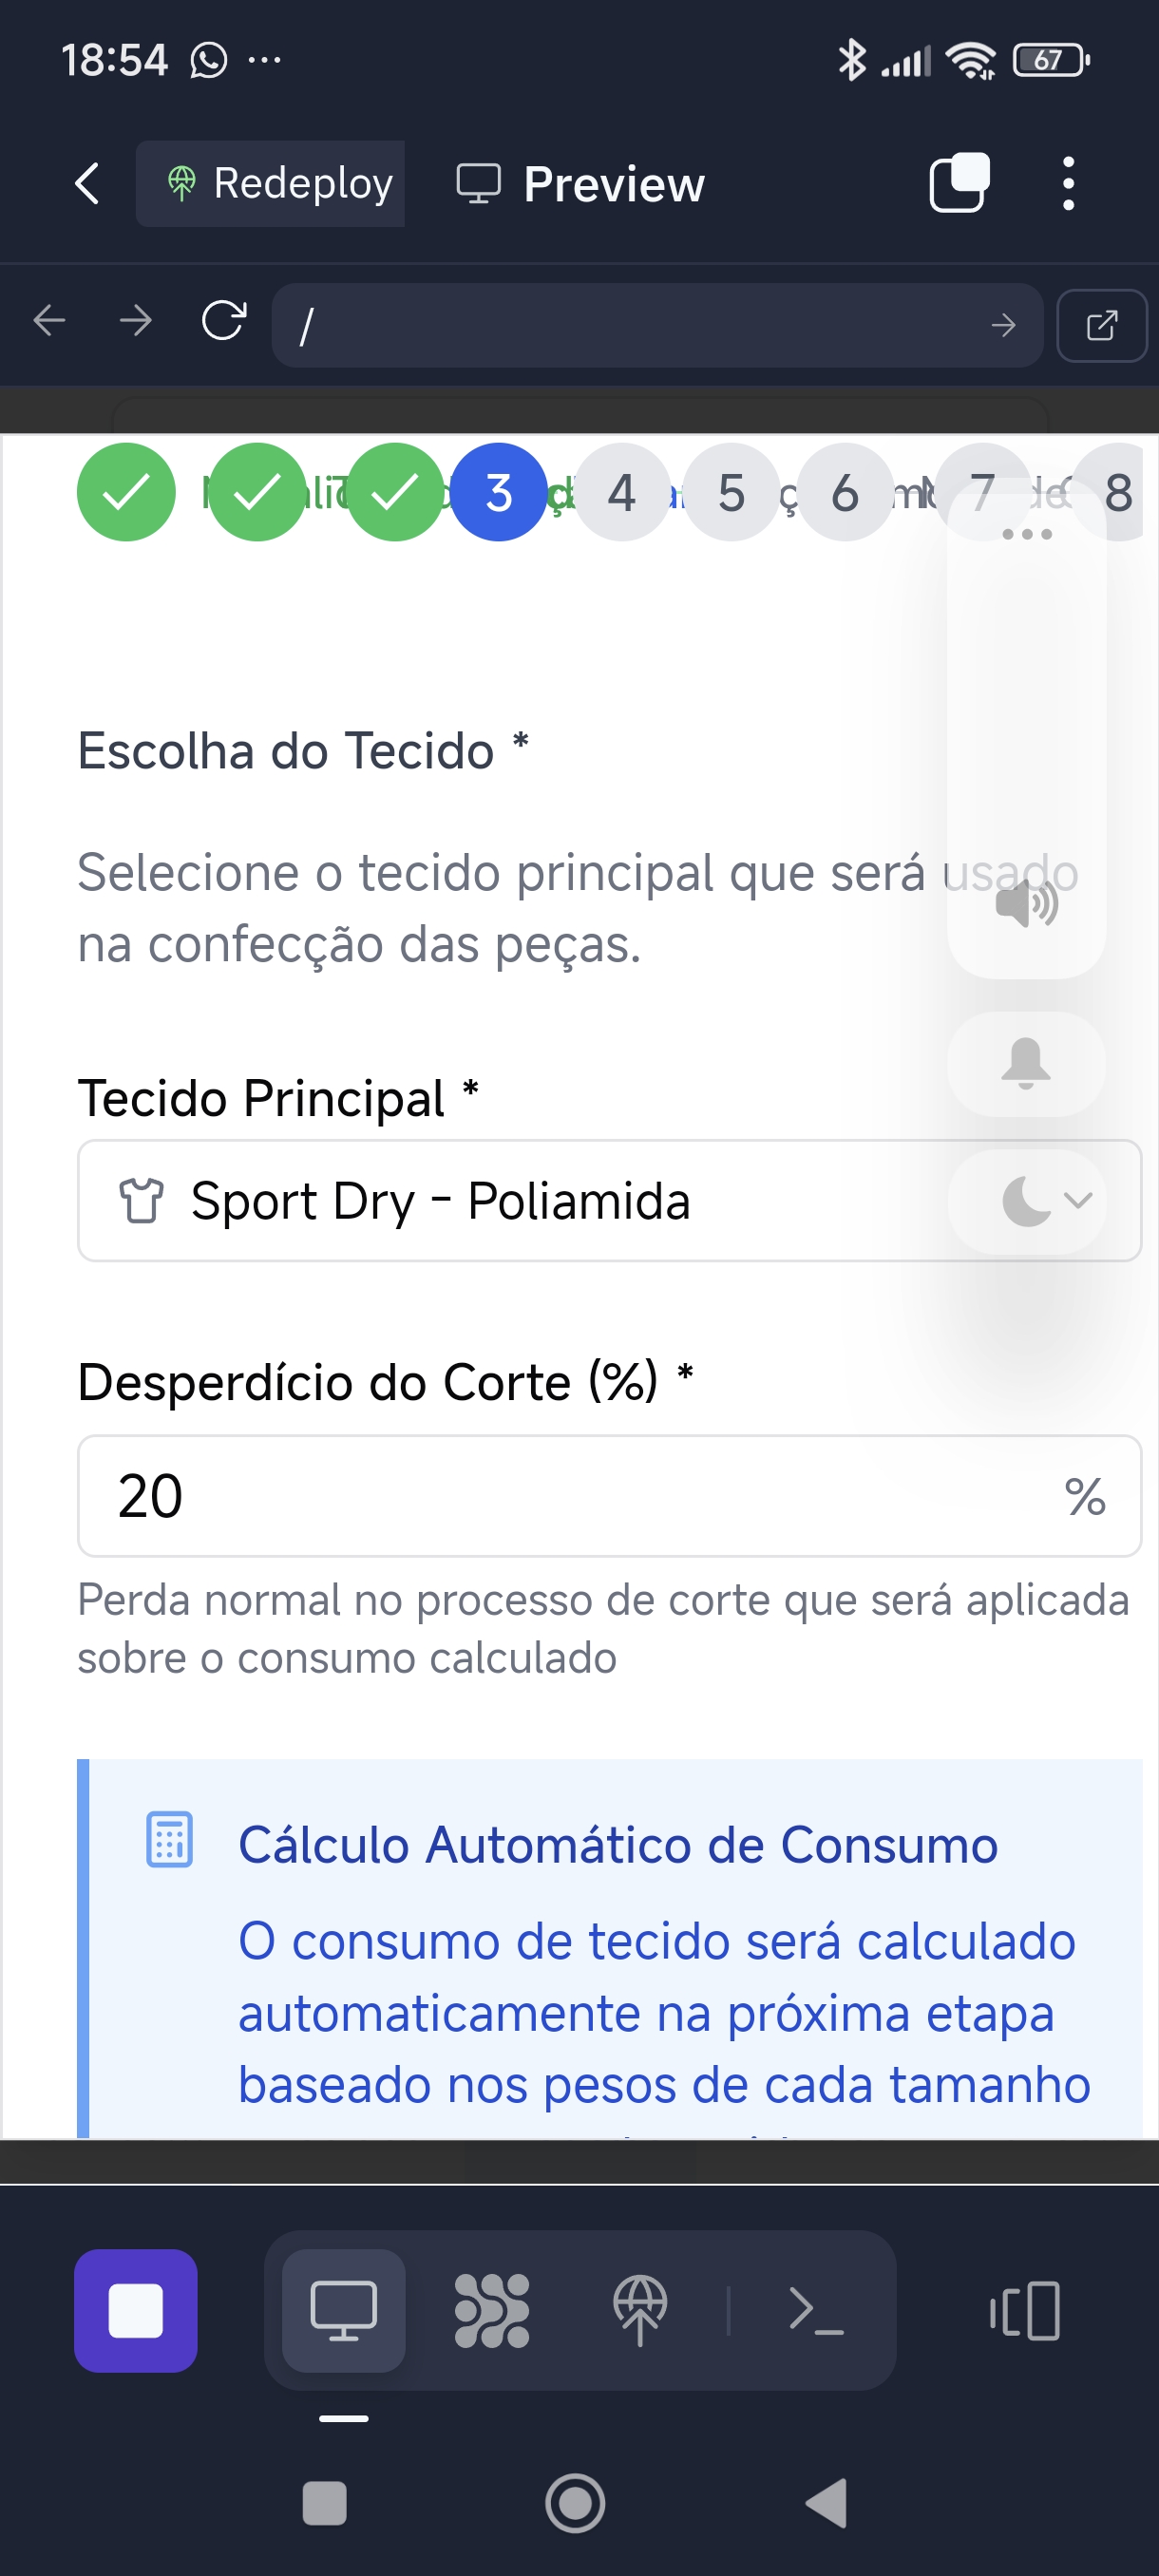 18:54 ...
67
Redeploy
Preview
/
3 4 5 6 7 8
Escolha do Tecido *
Selecione o tecido principal que será usado
na confecção das peças.
Tecido Principal *
Sport Dry - Poliamida
Desperdício do Corte (%) *
20 %
Perda normal no processo de corte que será aplicada
sobre o consumo calculado
Cálculo Automático de Consumo
O consumo de tecido será calculado
automaticamente na próxima etapa
baseado nos pesos de cada tamanho